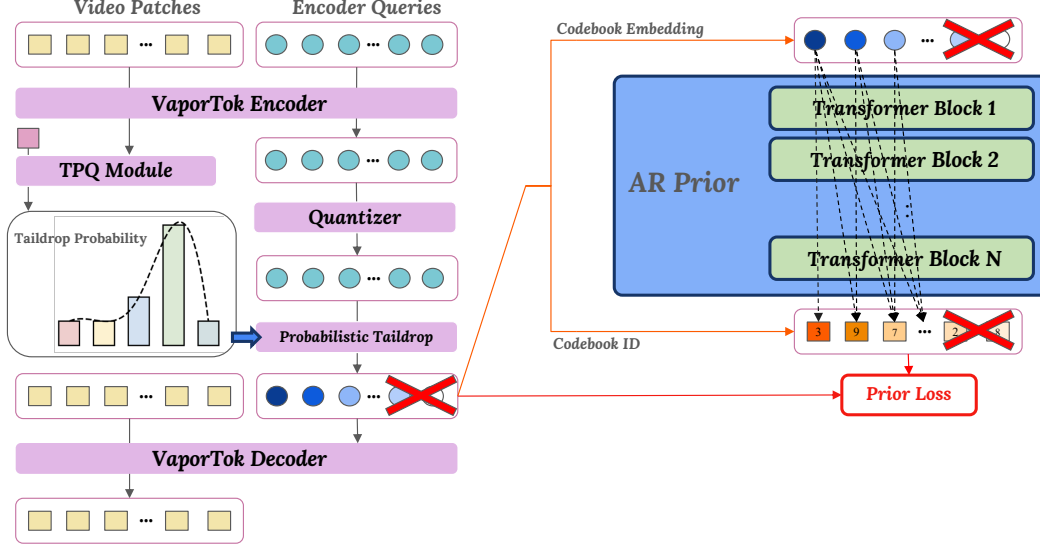 Video Patches
Encoder Queries
VaporTok Encoder
TPQ Module
Taildrop Probability
Quantizer
Probabilistic Taildrop
VaporTok Decoder
Codebook Embedding
AR Prior
Transformer Block 1
Transformer Block 2
Transformer Block N
3
9
7
2
8
Codebook ID
Prior Loss